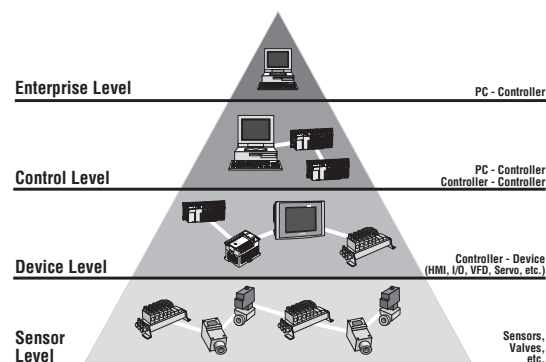 Enterprise Level
PC - Controller
Control Level
PC - Controller
Controller - Controller
Device Level
Controller - Device
(HMI, I/O, VFD, Servo, etc.)
Sensor
Level
Sensors,
Valves,
etc.